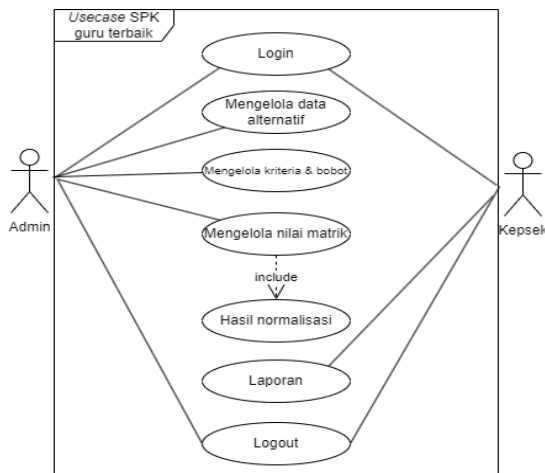 Usecase SPK
guru terbaik
Login
Mengelola data
alternatif
Mengelola kriteria & bobot
Admin
Kepsek
Mengelola nilai matrik
include
Hasil normalisasi
Laporan
Logout